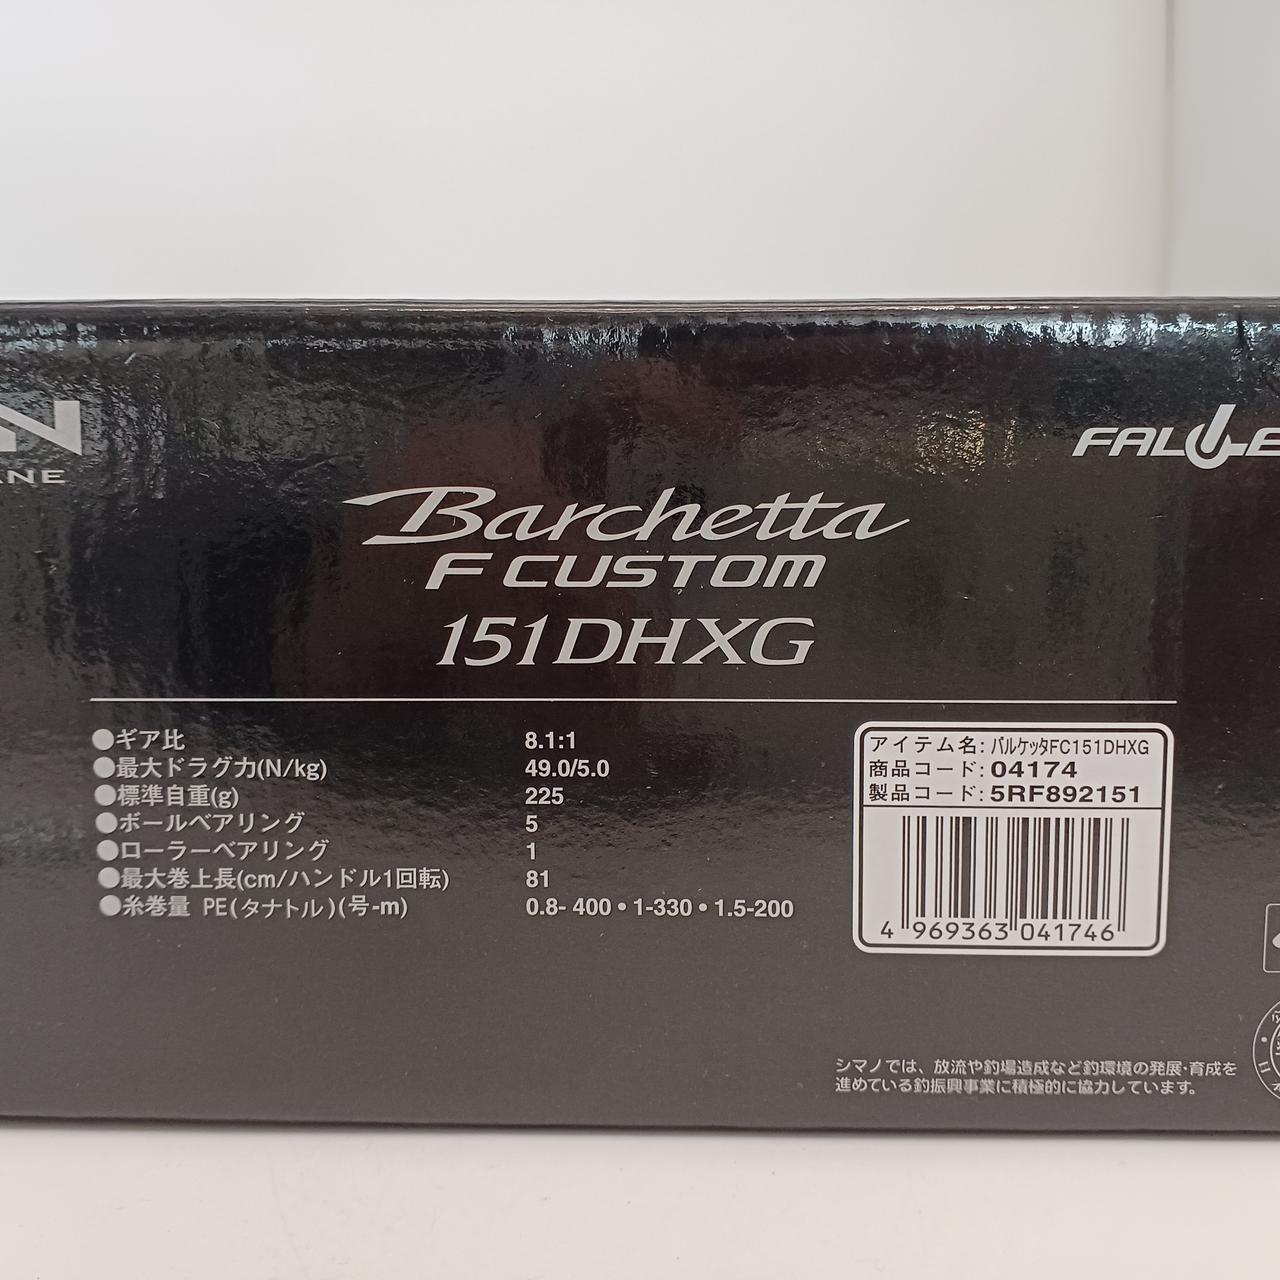 Barchetta
F CUSTOM
151DHXG
●ギア比 8.1:1
●最大ドラグ力(N/kg) 49.0/5.0
●標準自重(g) 225
●ボールベアリング 5
●ローラーベアリング 1
●最大巻上長(cm/ハンドル1回転) 81
●糸巻量 PE(タナトル)(号-m) 0.8- 400・1-330・1.5-200
アイテム名: バルケッタFC151DHXG
商品コード: 04174
製品コード: 5RF892151
4 969363 041746
シマノでは、放流や釣場造成など釣環境の発展・育成を
進めている釣振興事業に積極的に協力しています。